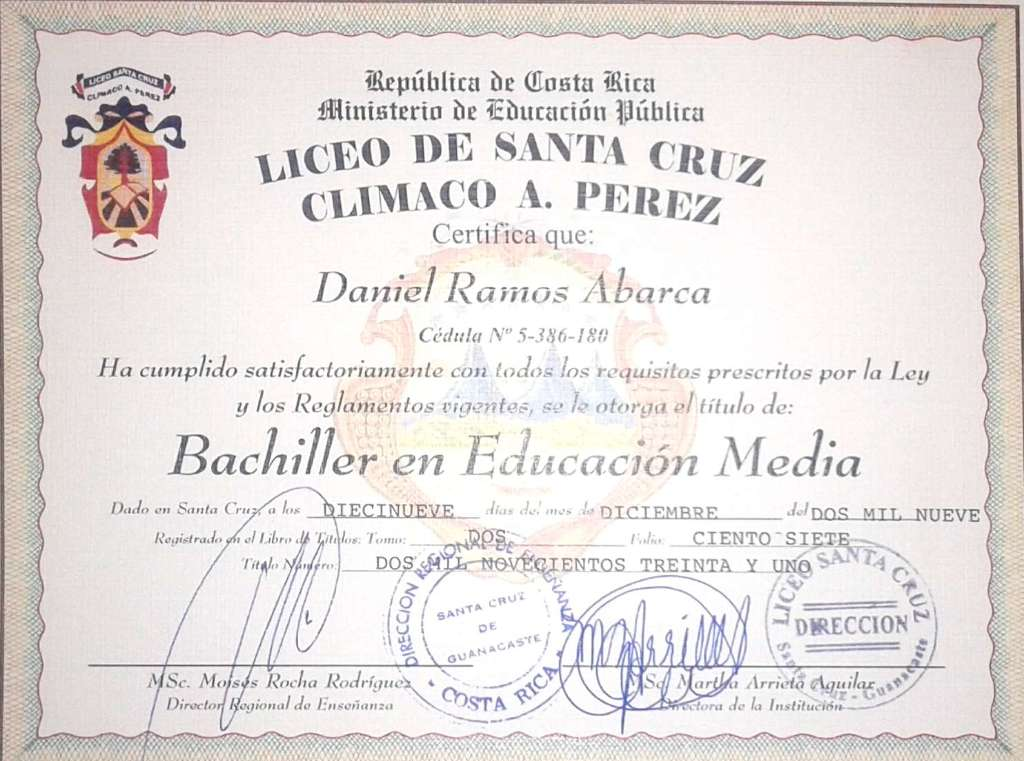 LICEO SANTA CRUZ
CLIMACO A. PEREZ
República de Costa Rica
Ministerio de Educación Pública
LICEO DE SANTA CRUZ
CLIMACO A. PEREZ
Certifica que:
Daniel Ramos Abarca
Cédula Nº 5-386-180
Ha cumplido satisfactoriamente con todos los requisitos prescritos por la Ley
y los Reglamentos vigentes, se le otorga el título de:
Bachiller en Educación Media
Dado en Santa Cruz, a los DIECINUEVE días del mes de DICIEMBRE del DOS MIL NUEVE
Registrado en el Libro de Títulos: Tomo: DOS Folio: CIENTO SIETE
Título Número: DOS MIL NOVECIENTOS TREINTA Y UNO
DIRECCION REGIONAL DE ENSEÑANZA
SANTA CRUZ
DE
GUANACASTE
COSTA RICA
LICEO SANTA CRUZ
DIRECCION
Santa Cruz - Guanacaste
MSc. Moisés Rocha Rodríguez
Director Regional de Enseñanza
MSc. Martha Arrieta Aguilar
Directora de la Institución